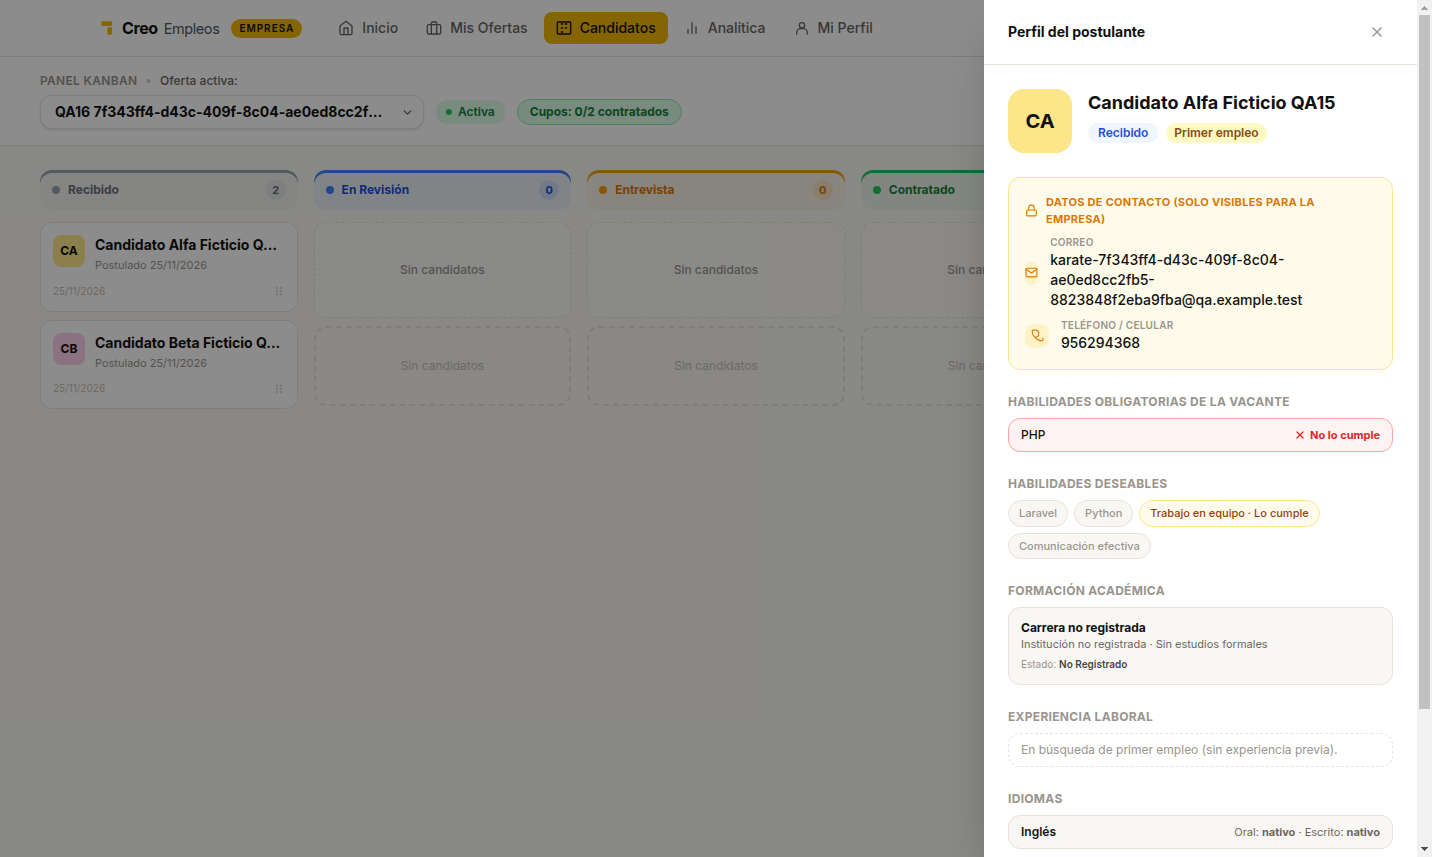 Creo Empleos EMPRESA
Inicio
Mis Ofertas
Candidatos
Analítica
Mi Perfil
PANEL KANBAN • Oferta activa:
QA16 7f343ff4-d43c-409f-8c04-ae0ed8cc2f...
Activa
Cupos: 0/2 contratados
Recibido 2
En Revisión 0
Entrevista 0
Contratado
CA
Candidato Alfa Ficticio Q...
Postulado 25/11/2026
25/11/2026
CB
Candidato Beta Ficticio Q...
Postulado 25/11/2026
25/11/2026
Sin candidatos
Sin candidatos
Sin ca
Sin candidatos
Sin candidatos
Sin ca
Perfil del postulante
CA
Candidato Alfa Ficticio QA15
Recibido
Primer empleo
DATOS DE CONTACTO (SOLO VISIBLES PARA LA
EMPRESA)
CORREO
karate-7f343ff4-d43c-409f-8c04-
ae0ed8cc2fb5-
8823848f2eba9fba@qa.example.test
TELÉFONO / CELULAR
956294368
HABILIDADES OBLIGATORIAS DE LA VACANTE
PHP
No lo cumple
HABILIDADES DESEABLES
Laravel
Python
Trabajo en equipo · Lo cumple
Comunicación efectiva
FORMACIÓN ACADÉMICA
Carrera no registrada
Institución no registrada · Sin estudios formales
Estado: No Registrado
EXPERIENCIA LABORAL
En búsqueda de primer empleo (sin experiencia previa).
IDIOMAS
Inglés
Oral: nativo · Escrito: nativo